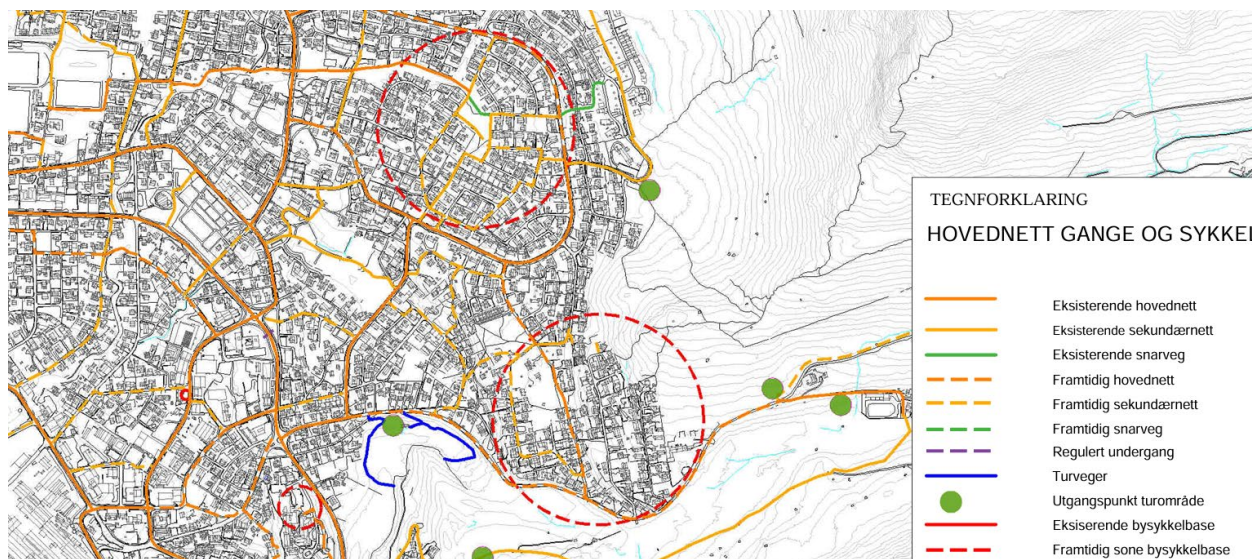 TEGNFORKLARING
HOVEDNETT GANGE OG SYKKEL
Eksisterende hovednett
Eksisterende sekundærnett
Eksisterende snarveg
Framtidig hovednett
Framtidig sekundærnett
Framtidig snarveg
Regulert undergang
Turveger
Utgangspunkt turområde
Eksiserende bysykkelbase
Framtidig sone bysykkelbase